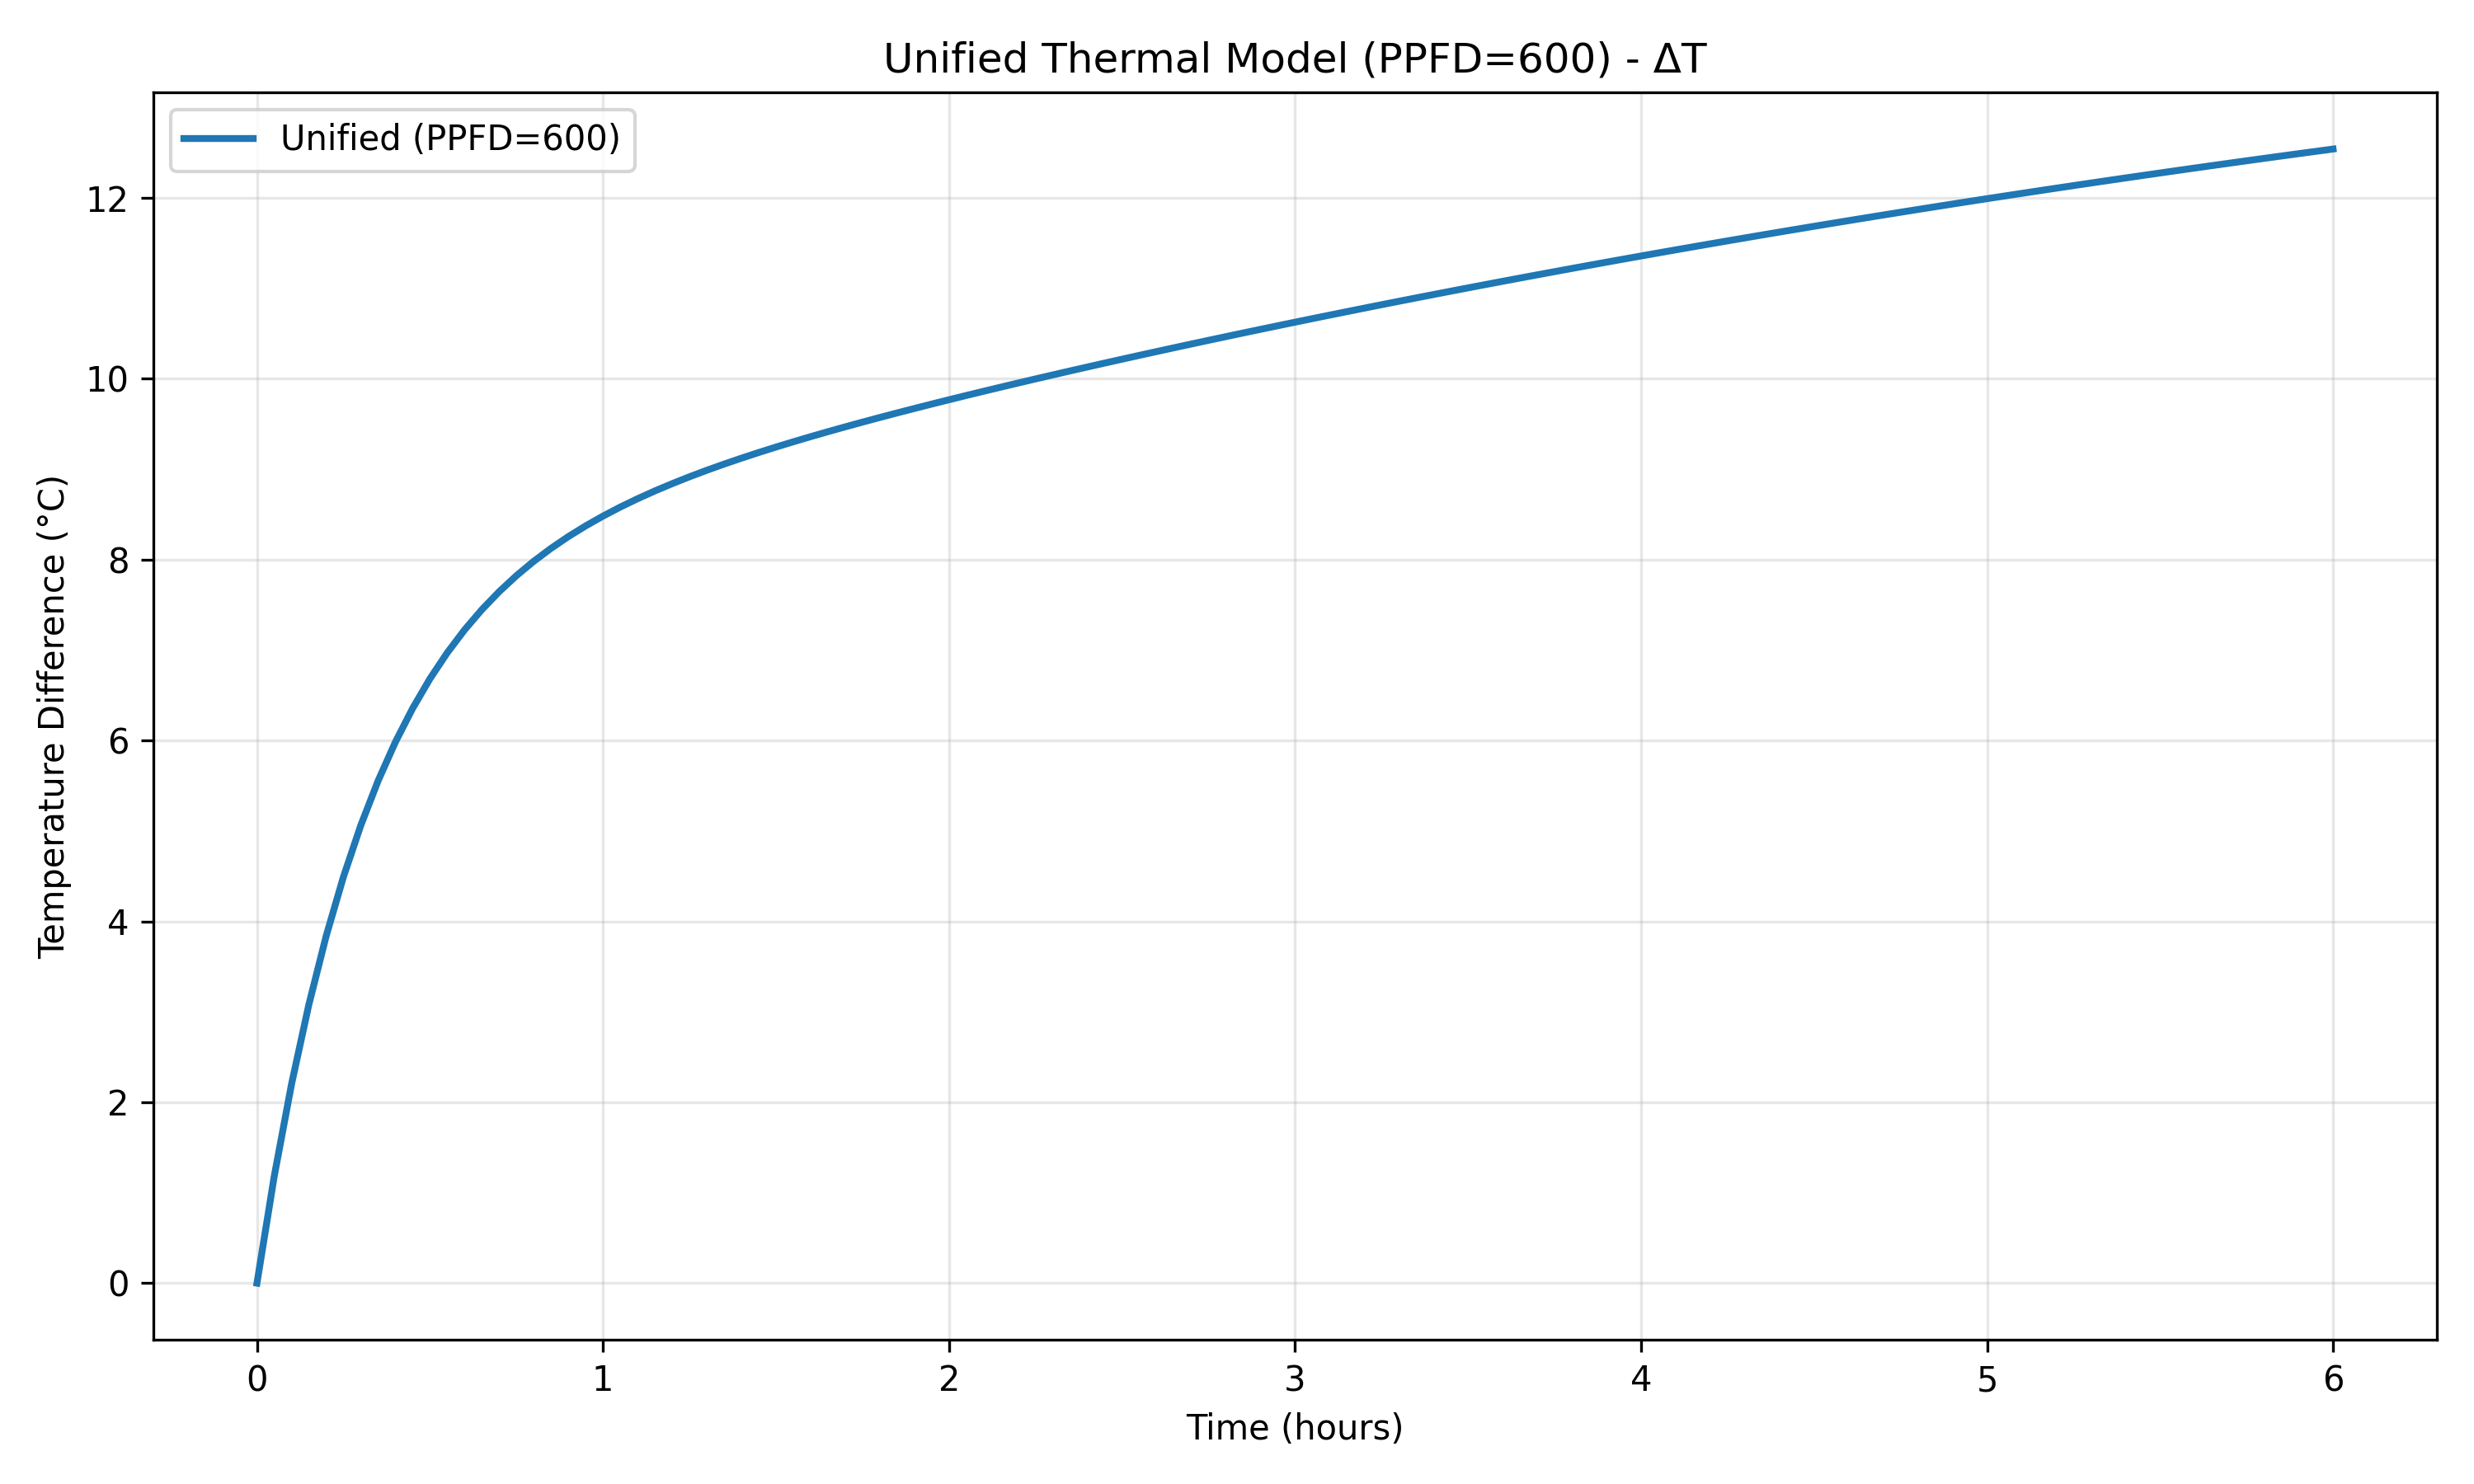 Unified Thermal Model (PPFD=600) - ΔT
Unified (PPFD=600)
Temperature Difference (°C)
12
10
8
6
4
2
0
0 1 2 3 4 5 6
Time (hours)